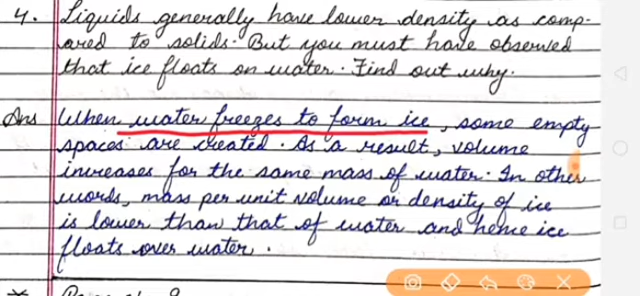 4. Liquids generally have lower density as comp-
ared to solids. But you must have observed
that ice floats on water. Find out why.
Ans When water freezes to form ice, some empty
spaces are created. As a result, volume
increases for the same mass of water. In other
words, mass per unit volume or density of ice
is lower than that of water and hence ice
floats over water.